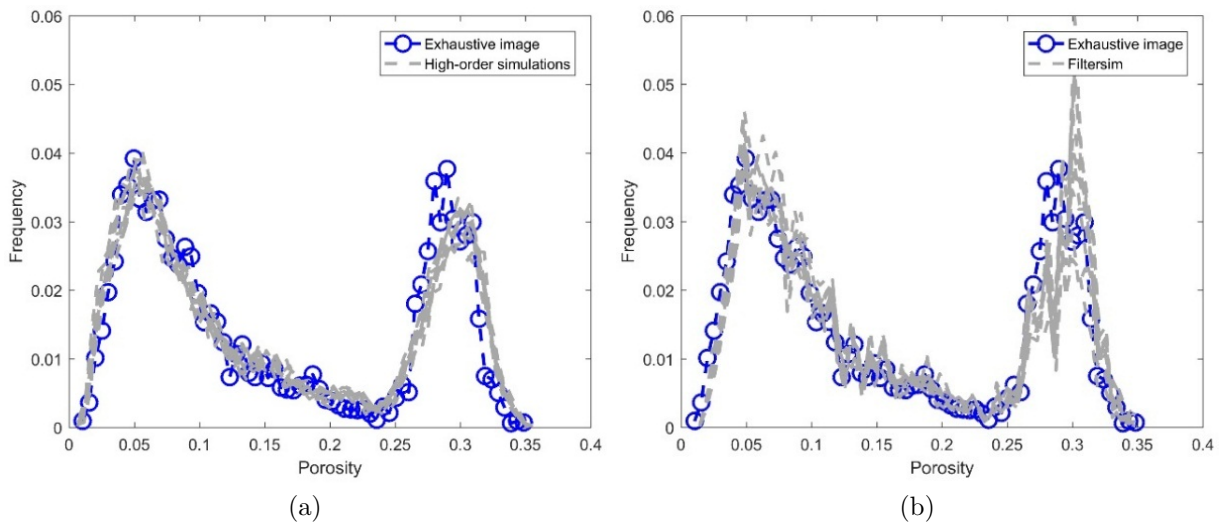 0.06
0.05
0.04
0.03
0.02
0.01
0
Frequency
Exhaustive image
High-order simulations
0 0.05 0.1 0.15 0.2 0.25 0.3 0.35 0.4
Porosity
(a)
0.06
0.05
0.04
0.03
0.02
0.01
0
Frequency
Exhaustive image
Filtersim
0 0.05 0.1 0.15 0.2 0.25 0.3 0.35 0.4
Porosity
(b)